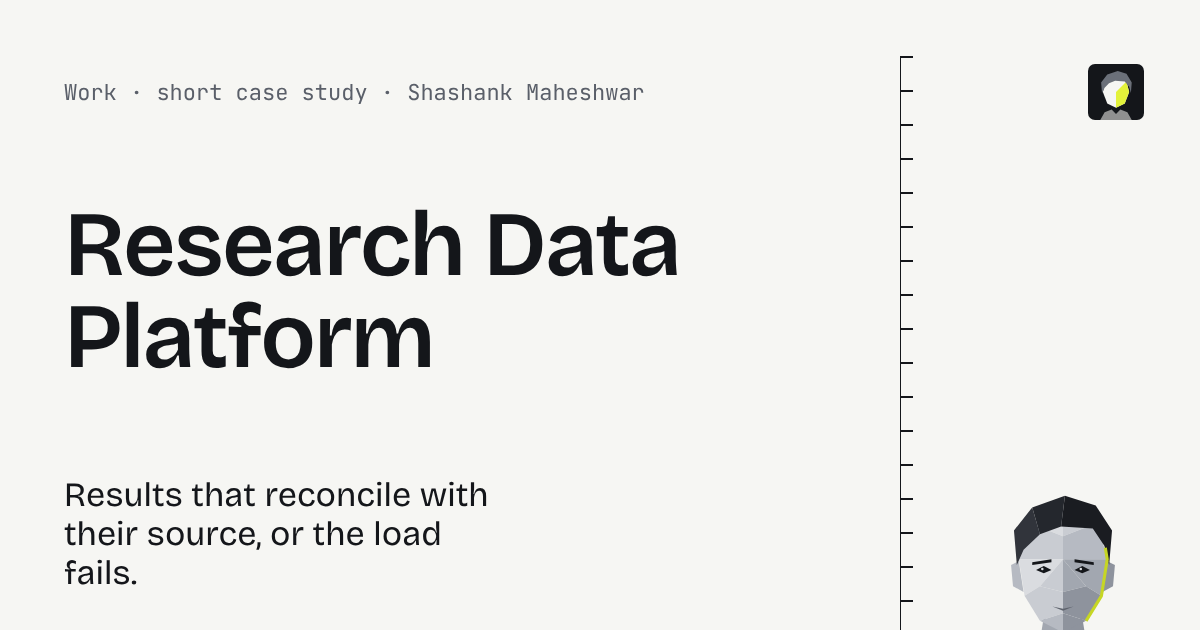 Work · short case study · Shashank Maheshwar
Research Data
Platform
Results that reconcile with
their source, or the load
fails.